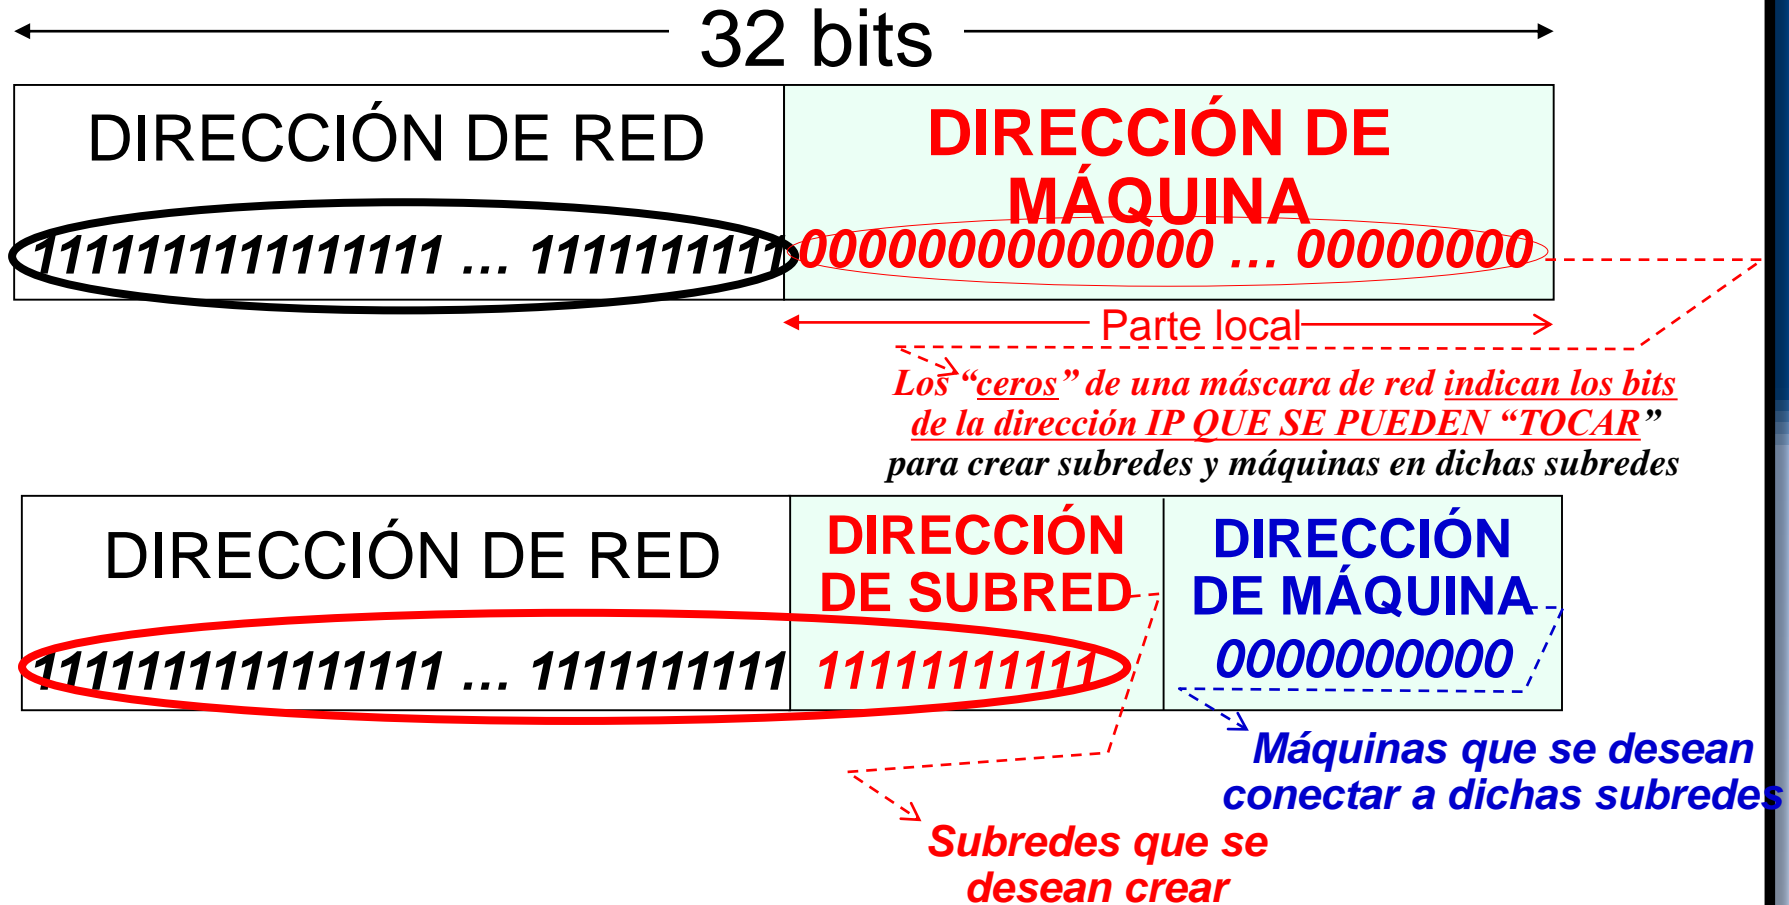 32 bits
DIRECCIÓN DE RED
DIRECCIÓN DE
MÁQUINA
1111111111111111 ... 1111111111
00000000000000 ... 00000000
Parte local
Los “ceros” de una máscara de red indican los bits
de la dirección IP QUE SE PUEDEN “TOCAR”
para crear subredes y máquinas en dichas subredes
DIRECCIÓN DE RED
DIRECCIÓN
DE SUBRED
DIRECCIÓN
DE MÁQUINA
1111111111111111 ... 1111111111
11111111111
0000000000
Máquinas que se desean
conectar a dichas subredes
Subredes que se
desean crear